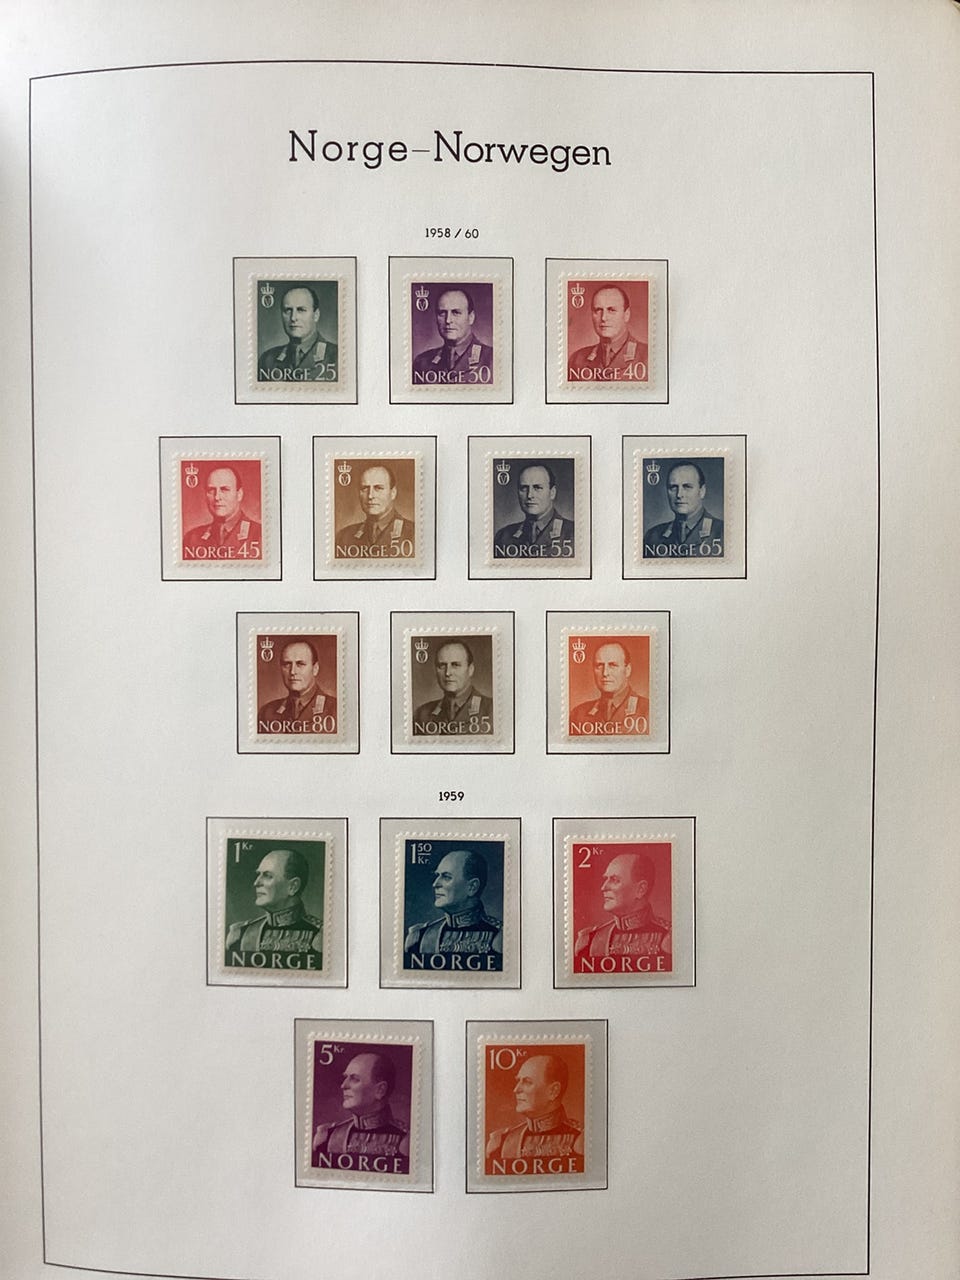 Norge–Norwegen
1958 / 60
NORGE 25
NORGE 30
NORGE 40
NORGE 45
NORGE 50
NORGE 55
NORGE 65
NORGE 80
NORGE 85
NORGE 90
1959
1 Kr.
NORGE
1 50 Kr.
NORGE
2 Kr.
NORGE
5 Kr.
NORGE
10 Kr.
NORGE